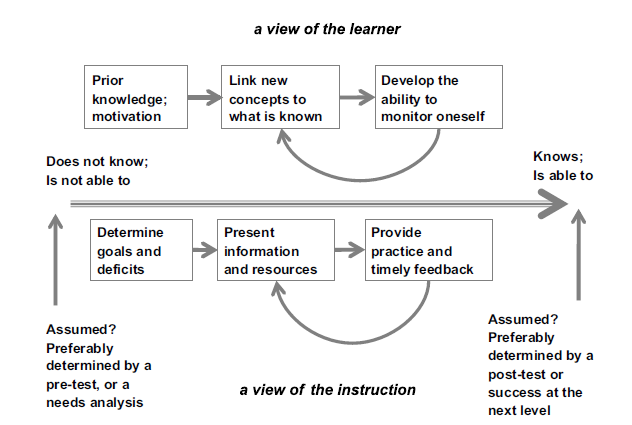 a view of the learner
Prior
knowledge;
motivation
Link new
concepts to
what is known
Develop the
ability to
monitor oneself
Does not know;
Is not able to
Knows;
Is able to
Determine
goals and
deficits
Present
information
and resources
Provide
practice and
timely feedback
Assumed?
Preferably
determined by a
pre-test, or a
needs analysis
Assumed?
Preferably
determined by a
post-test or
success at the
next level
a view of the instruction